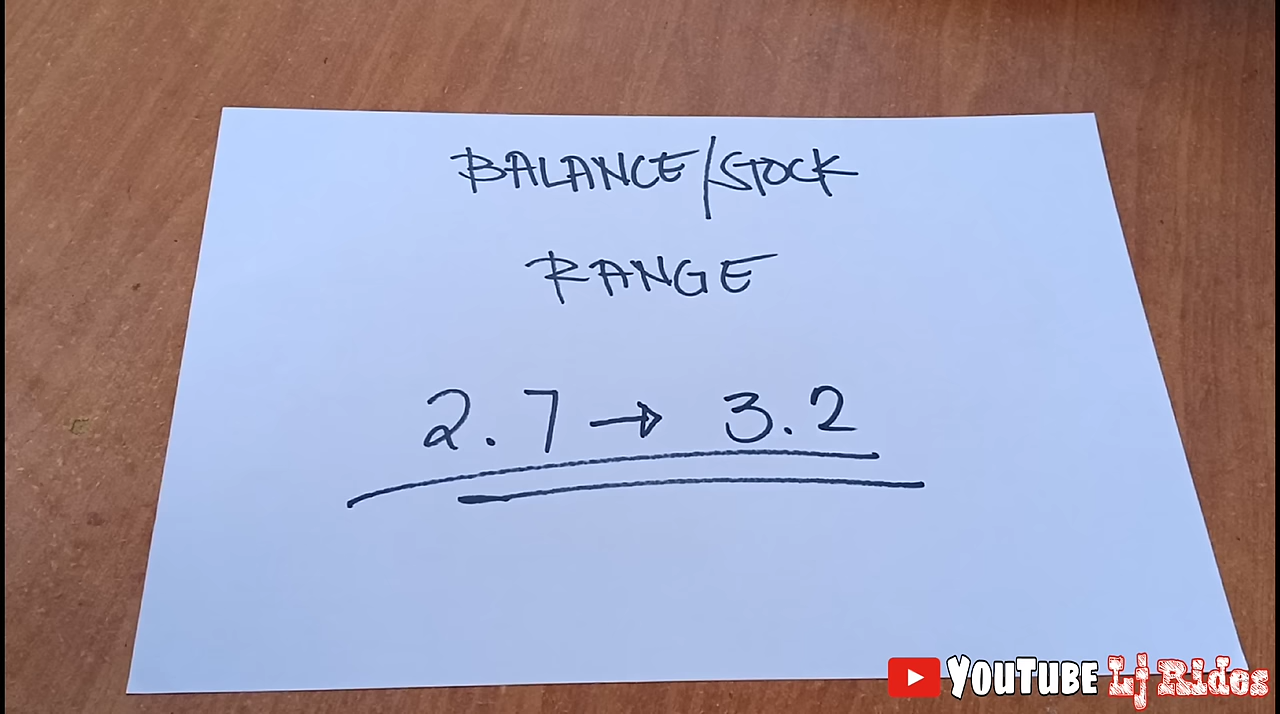 BALANCE/STOCK
RANGE
2.7 → 3.2
YOUTUBE Lj Rides